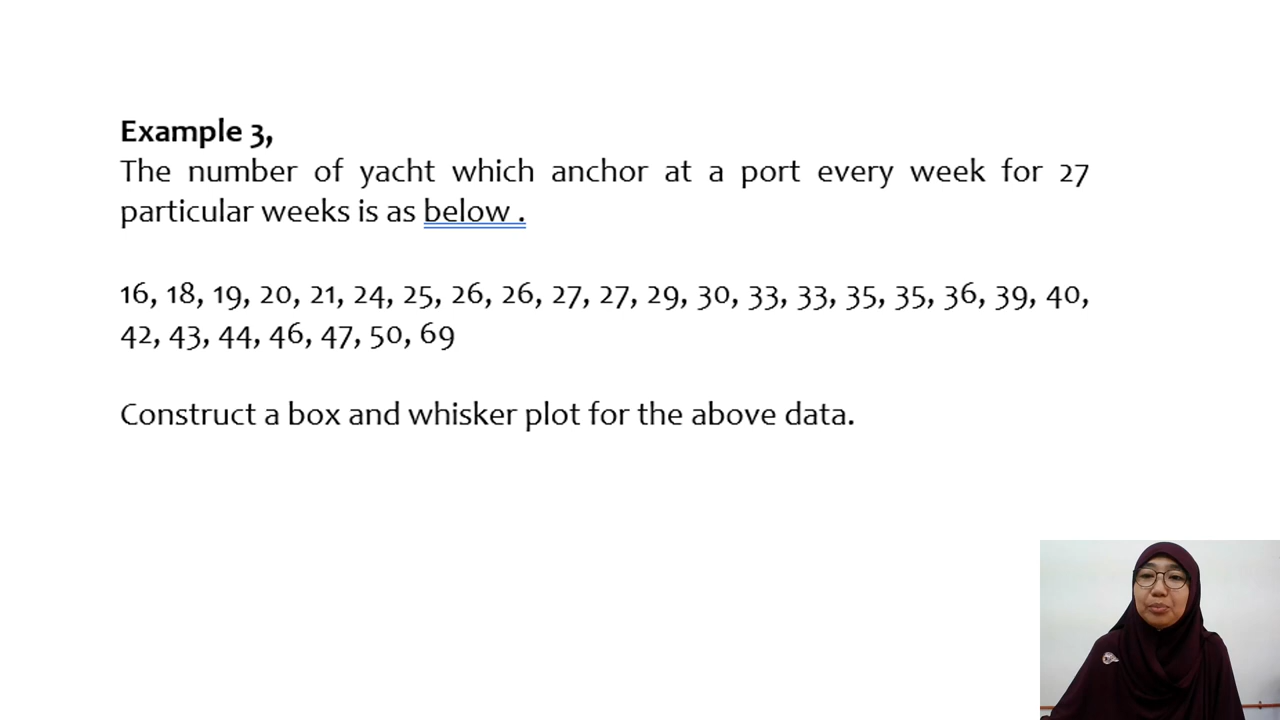 Example 3,
The number of yacht which anchor at a port every week for 27
particular weeks is as below .
16, 18, 19, 20, 21, 24, 25, 26, 26, 27, 27, 29, 30, 33, 33, 35, 35, 36, 39, 40,
42, 43, 44, 46, 47, 50, 69
Construct a box and whisker plot for the above data.